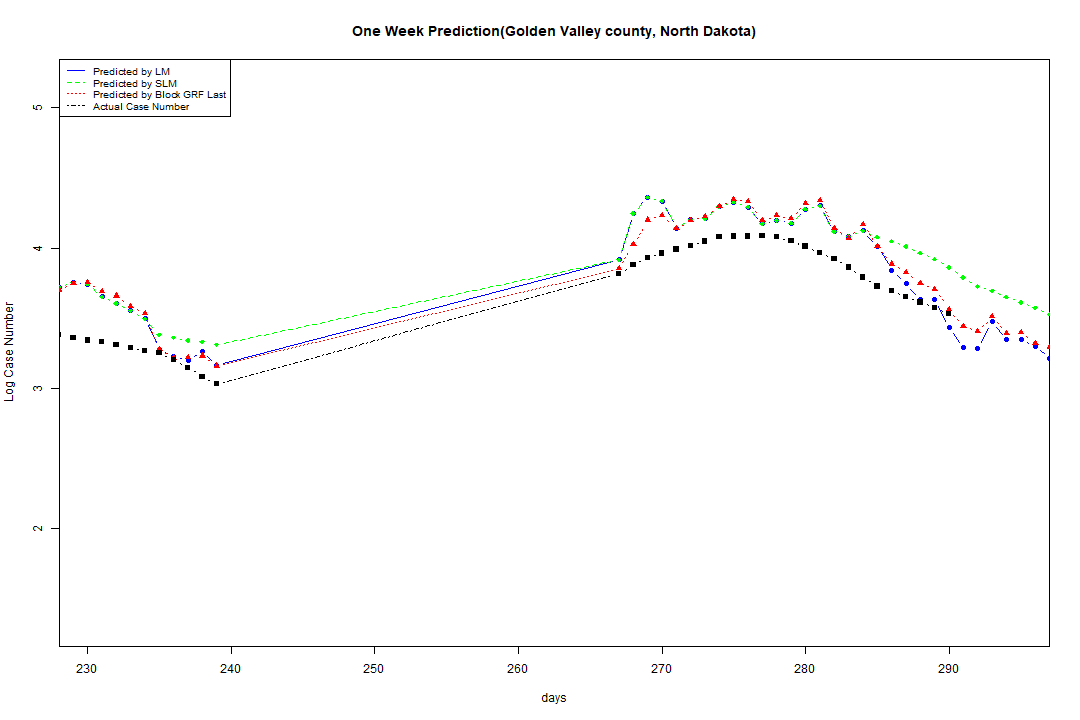 One Week Prediction(Golden Valley county, North Dakota)
Predicted by LM
Predicted by SLM
Predicted by Block GRF Last
Actual Case Number
5
4
3
2
Log Case Number
230 240 250 260 270 280 290
days